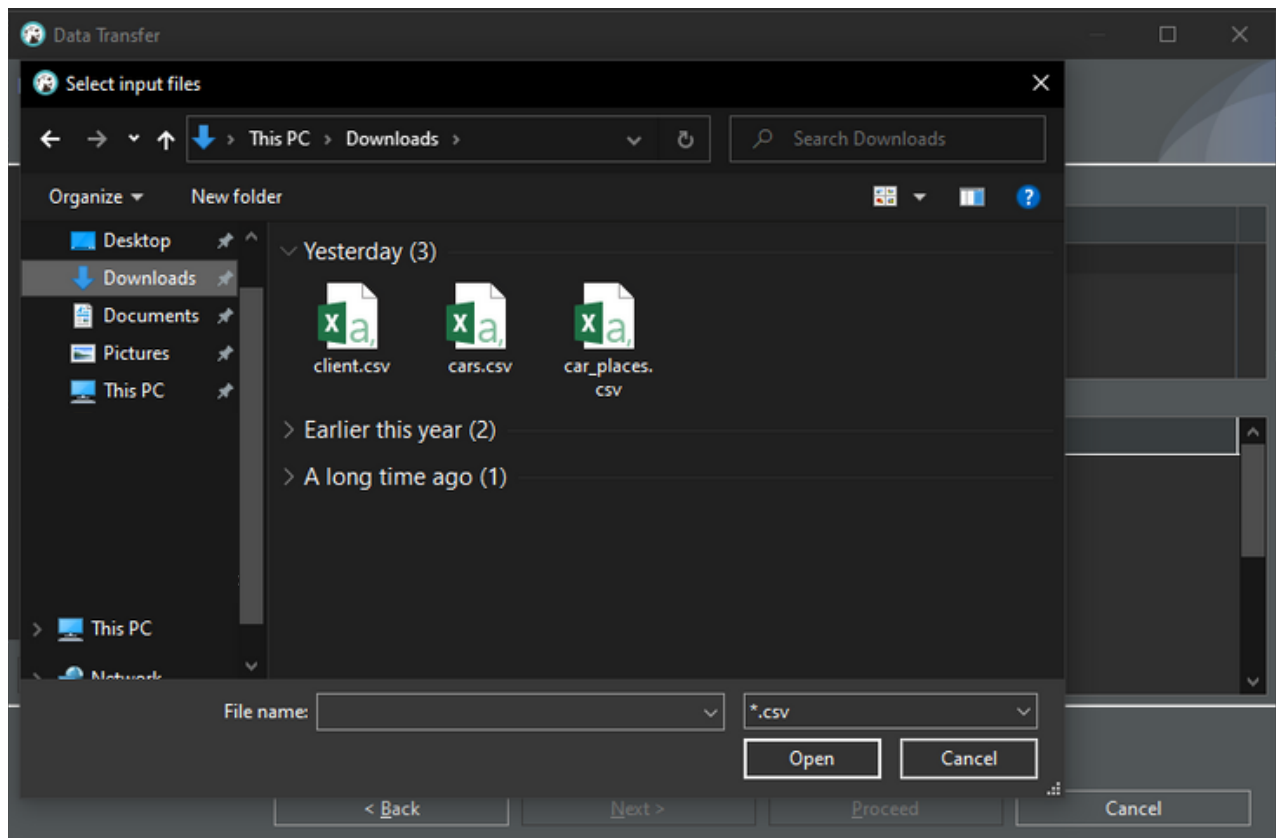 Data Transfer
Select input files
This PC > Downloads >
Search Downloads
Organize
New folder
Desktop
Downloads
Documents
Pictures
This PC
This PC
Network
Yesterday (3)
client.csv
cars.csv
car_places.
csv
Earlier this year (2)
A long time ago (1)
File name:
*.csv
Open
Cancel
< Back
Next >
Proceed
Cancel